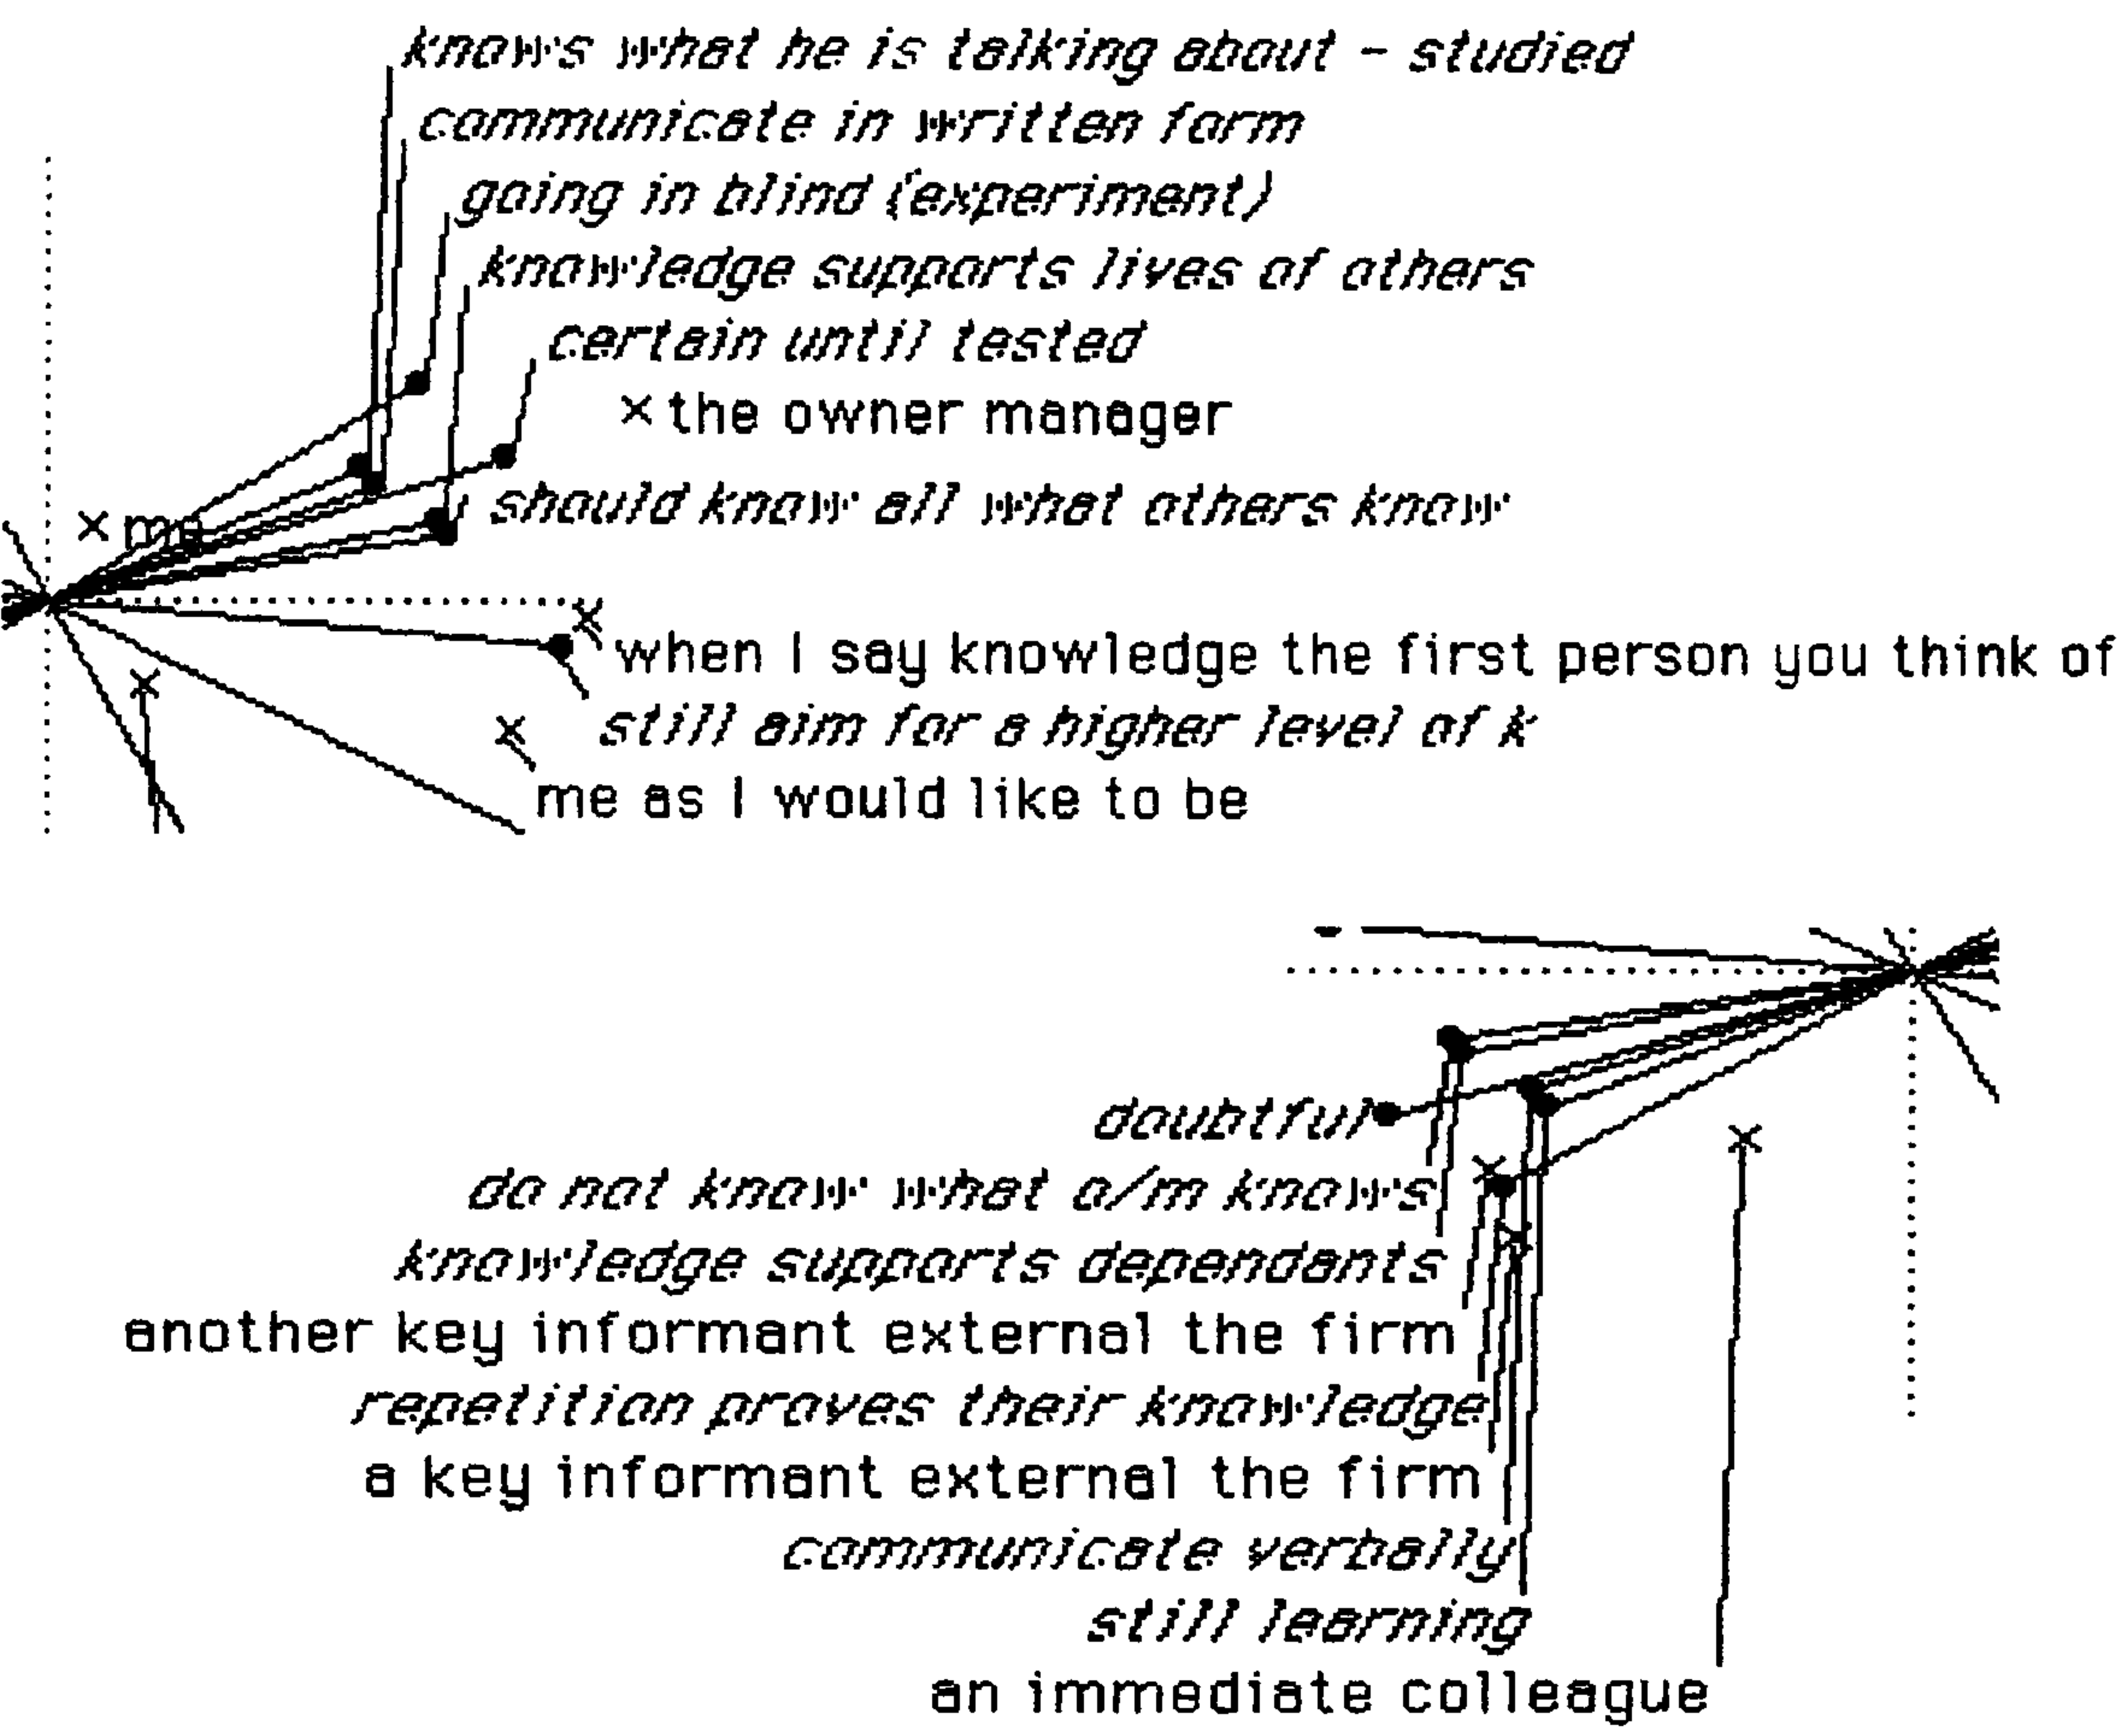 knows what he is talking about - studied
communicate in written form
going in blind (experiment)
knowledge supports lives of others
certain until tested
the owner manager
should know all what others know
me
when I say knowledge the first person you think of
still aim for a higher level of k
me as I would like to be
doubtful
do not know what o/m knows
knowledge supports dependants
another key informant external the firm
repetition proves their knowledge
a key informant external the firm
communicate verbally
still learning
an immediate colleague